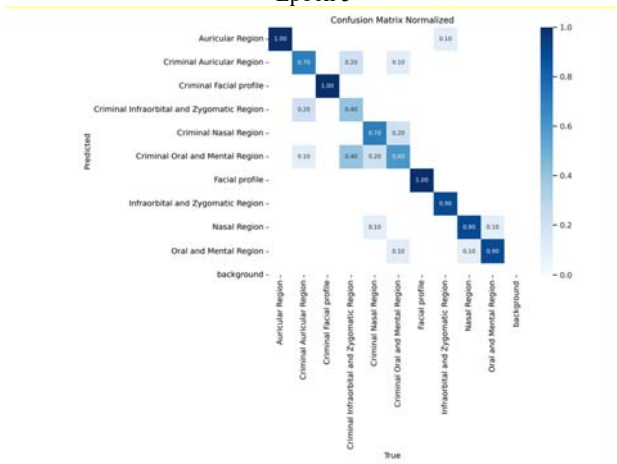 Epoch
Confusion Matrix Normalized
Auricular Region - 1.00 0.10
Criminal Auricular Region - 0.70 0.20 0.10
Criminal Facial profile - 1.00
Criminal Infraorbital and Zygomatic Region - 0.20 0.40
Criminal Nasal Region - 0.70 0.20
Criminal Oral and Mental Region - 0.10 0.40 0.20 0.60
Facial profile - 1.00
Infraorbital and Zygomatic Region - 0.90
Nasal Region - 0.10 0.90 0.10
Oral and Mental Region - 0.10 0.10 0.90
background -
Predicted
Auricular Region -
Criminal Auricular Region -
Criminal Facial profile -
Criminal Infraorbital and Zygomatic Region -
Criminal Nasal Region -
Criminal Oral and Mental Region -
Facial profile -
Infraorbital and Zygomatic Region -
Nasal Region -
Oral and Mental Region -
background -
True
- 1.0
- 0.8
- 0.6
- 0.4
- 0.2
- 0.0